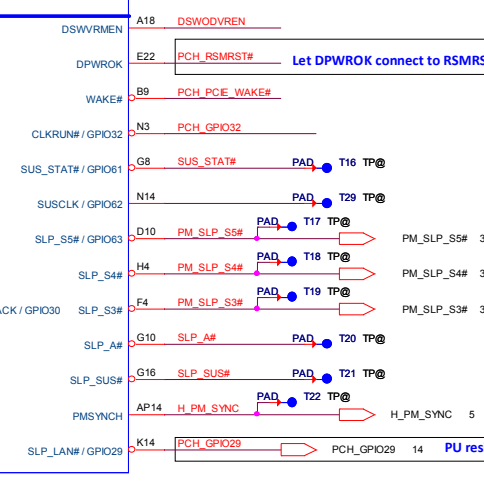 DSWVRMEN A18 DSWODVREN
DPWROK E22 PCH_RSMRST# Let DPWROK connect to RSMRS
WAKE# B9 PCH_PCIE_WAKE#
CLKRUN# / GPIO32 N3 PCH_GPIO32
SUS_STAT# / GPIO61 G8 SUS_STAT# PAD T16 TP@
SUSCLK / GPIO62 N14 PAD T29 TP@
PAD T17 TP@
SLP_S5# / GPIO63 D10 PM_SLP_S5# PM_SLP_S5# 3
PAD T18 TP@
SLP_S4# H4 PM_SLP_S4# PM_SLP_S4# 3
PAD T19 TP@
ACK / GPIO30 SLP_S3# F4 PM_SLP_S3# PM_SLP_S3# 3
SLP_A# G10 SLP_A# PAD T20 TP@
SLP_SUS# G16 SLP_SUS# PAD T21 TP@
PAD T22 TP@
PMSYNCH AP14 H_PM_SYNC H_PM_SYNC 5
SLP_LAN# / GPIO29 K14 PCH_GPIO29 PCH_GPIO29 14 PU res